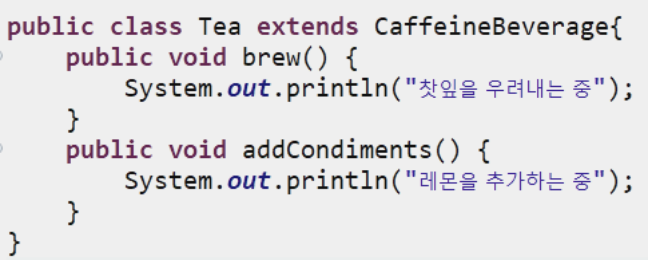 public class Tea extends CaffeineBeverage{
    public void brew() {
        System.out.println("찻잎을 우려내는 중");
    }
    public void addCondiments() {
        System.out.println("레몬을 추가하는 중");
    }
}